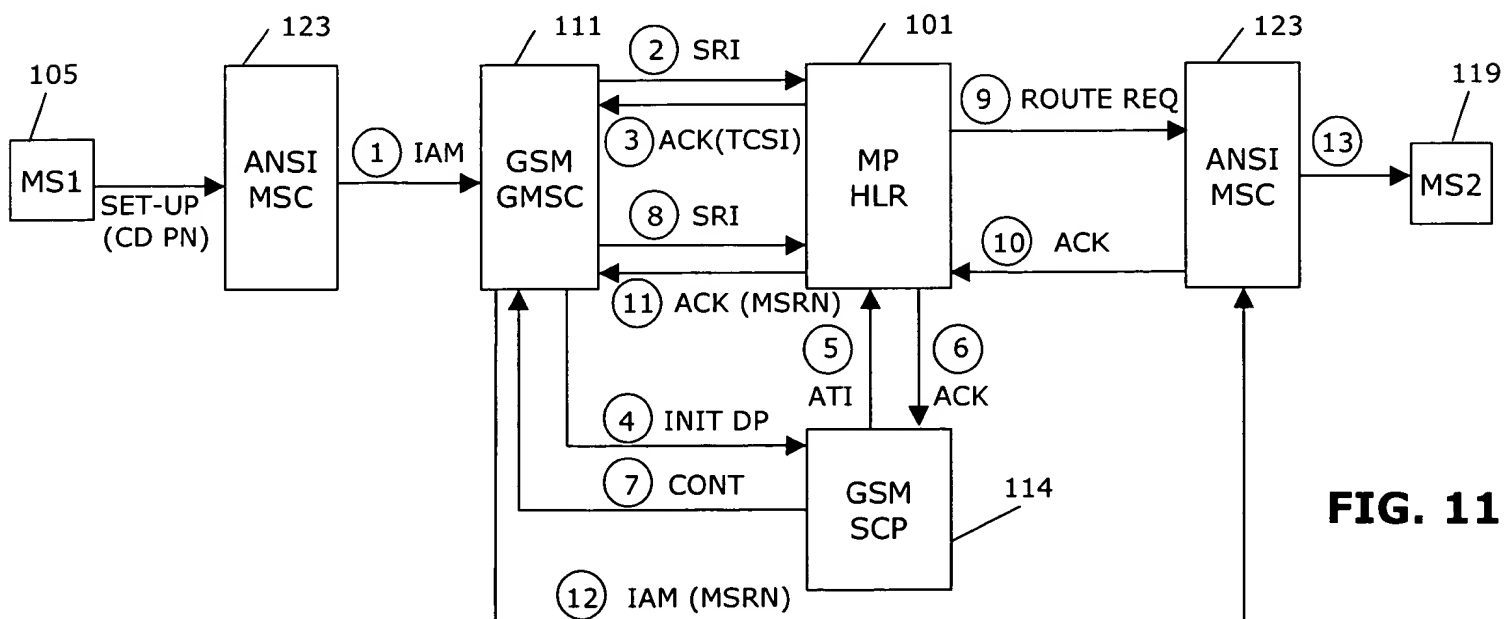 123
111
101
123
105
119
2 SRI
9 ROUTE REQ
3 ACK(TCSI)
1 IAM
13
MS1
ANSI
MSC
GSM
GMSC
MP
HLR
ANSI
MSC
MS2
SET-UP
(CD PN)
8 SRI
10 ACK
11 ACK (MSRN)
5
ATI
6
ACK
4 INIT DP
7 CONT
GSM
SCP
114
FIG. 11
12 IAM (MSRN)